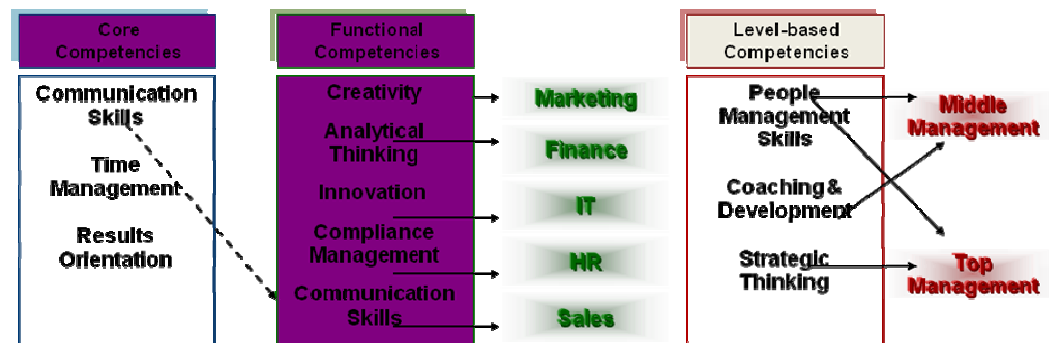 Core
Competencies
Communication
Skills
Time
Management
Results
Orientation
Functional
Competencies
Creativity
Analytical
Thinking
Innovation
Compliance
Management
Communication
Skills
Marketing
Finance
IT
HR
Sales
Level-based
Competencies
People
Management
Skills
Coaching &
Development
Strategic
Thinking
Middle
Management
Top
Management